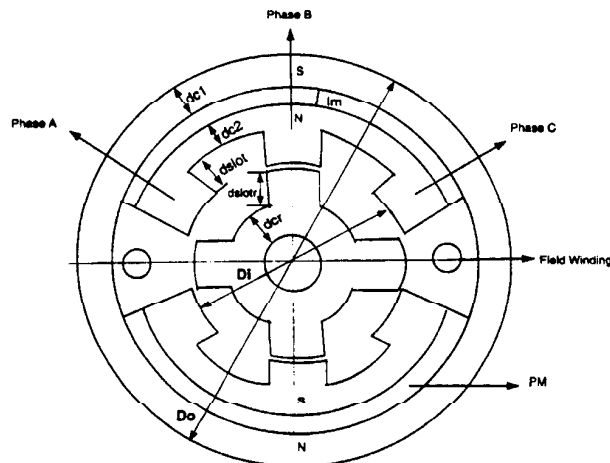 Phase B
S
dc1
lm
N
Phase A
dc2
Phase C
dslot
dslotr
dcr
Field Winding
Di
PM
Do
S
N